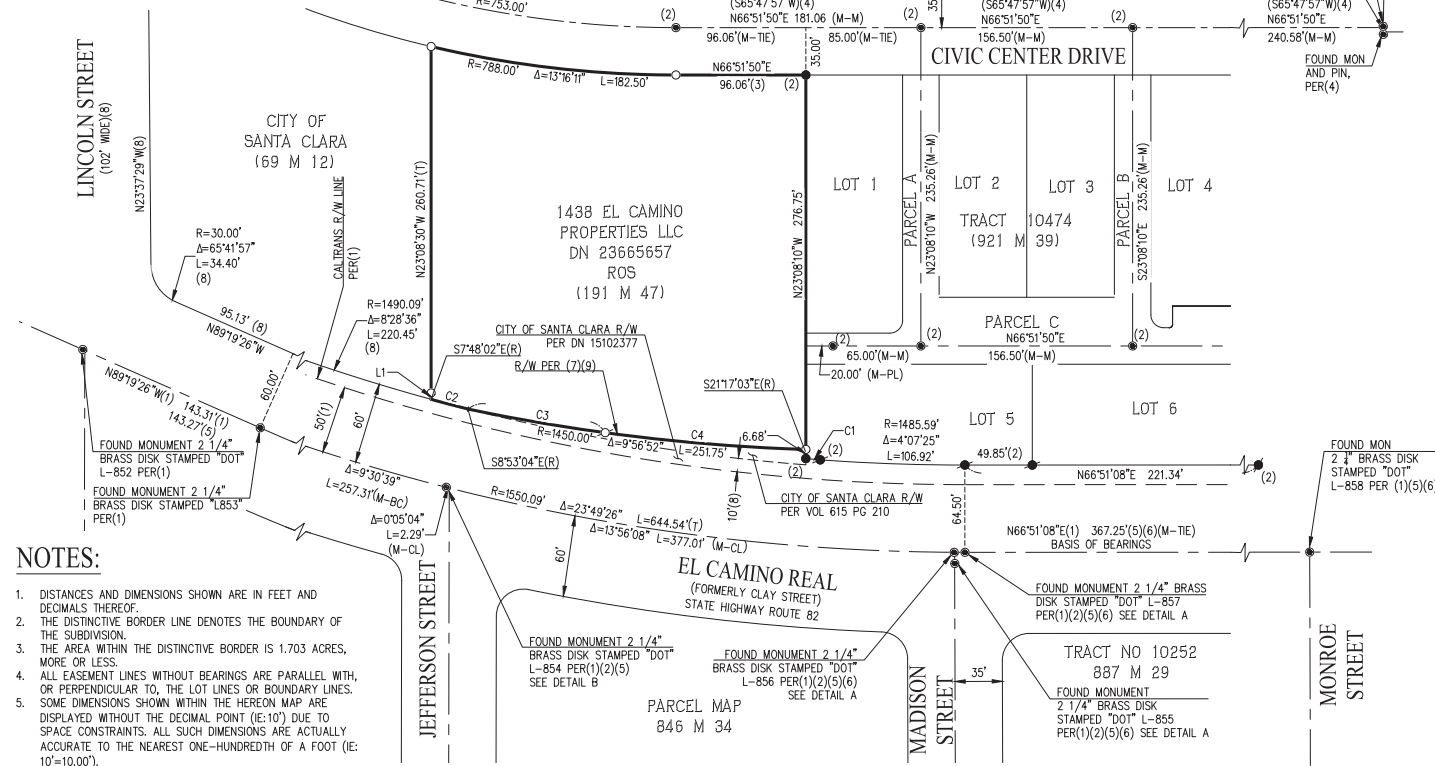 R=753.00'
(S65°47'57"W)(4)
N66°51'50"E 181.06 (M-M)
96.06'(M-TIE)
85.00'(M-TIE)
(2)
35.00'
(2)
35'
(S65°47'57"W)(4)
N66°51'50"E
156.50'(M-M)
(2)
(S65°47'57"W)(4)
N66°51'50"E
240.58'(M-M)
CIVIC CENTER DRIVE
FOUND MON
AND PIN,
PER(4)
LINCOLN STREET
(102' WIDE)(8)
N23°37'29"W(8)
CITY OF
SANTA CLARA
(69 M 12)
R=788.00'
Δ=13°16'11"
L=182.50'
N66°51'50"E
96.06'(3)
(2)
N23°08'30"W 260.71'(T)
1438 EL CAMINO
PROPERTIES LLC
DN 23665657
ROS
(191 M 47)
N23°08'10"W 276.75'
LOT 1
PARCEL A
N23°08'10"W 235.26'(M-M)
LOT 2
LOT 3
TRACT 10474
(921 M 39)
PARCEL B
S23°08'10"E 235.26'(M-M)
LOT 4
R=30.00'
Δ=65°41'57"
L=34.40'
(8)
CALTRANS R/W LINE
PER(1)
95.13' (8)
N89°19'26"W
R=1490.09'
Δ=8°28'36"
L=220.45'
(8)
CITY OF SANTA CLARA R/W
PER DN 15102377
R/W PER (7)(9)
S7°48'02"E(R)
L1
C2
C3
C4
R=1450.00'
Δ=9°56'52"
L=251.75'
S8°53'04"E(R)
S21°17'03"E(R)
6.68'
C1
(2)
PARCEL C
N66°51'50"E
(2)
(2)
(2)
65.00'(M-M)
156.50'(M-M)
20.00' (M-PL)
LOT 5
LOT 6
R=1485.59'
Δ=4°07'25"
L=106.92'
49.85'(2)
N66°51'08"E 221.34'
(2)
N89°19'26"W(1) 143.31'(1)
143.27'(5)
60.00'
50'(1)
60'
FOUND MONUMENT 2 1/4"
BRASS DISK STAMPED "DOT"
L-852 PER(1)
FOUND MONUMENT 2 1/4"
BRASS DISK STAMPED "L853"
PER(1)
Δ=9°30'39"
L=257.31'(M-BC)
Δ=0°05'04"
L=2.29'
(M-CL)
R=1550.09'
Δ=23°49'26"
L=644.54'(T)
Δ=13°56'08"
L=377.01' (M-CL)
10'(8)
CITY OF SANTA CLARA R/W
PER VOL 615 PG 210
60'
64.50'
N66°51'08"E(1) 367.25'(5)(6)(M-TIE)
BASIS OF BEARINGS
FOUND MON
BRASS DISK
STAMPED "DOT"
L-858 PER (1)(5)(6)
EL CAMINO REAL
(FORMERLY CLAY STREET)
STATE HIGHWAY ROUTE 82
FOUND MONUMENT 2 1/4" BRASS
DISK STAMPED "DOT" L-857
PER(1)(2)(5)(6) SEE DETAIL A
FOUND MONUMENT 2 1/4"
BRASS DISK STAMPED "DOT"
L-854 PER(1)(2)(5)
SEE DETAIL B
FOUND MONUMENT 2 1/4"
BRASS DISK STAMPED "DOT"
L-856 PER(1)(2)(5)(6)
SEE DETAIL A
JEFFERSON STREET
PARCEL MAP
846 M 34
MADISON
STREET
35'
TRACT NO 10252
887 M 29
FOUND MONUMENT
2 1/4" BRASS DISK
STAMPED "DOT" L-855
PER(1)(2)(5)(6) SEE DETAIL A
MONROE
STREET
NOTES:
1. DISTANCES AND DIMENSIONS SHOWN ARE IN FEET AND
DECIMALS THEREOF.
2. THE DISTINCTIVE BORDER LINE DENOTES THE BOUNDARY OF
THE SUBDIVISION.
3. THE AREA WITHIN THE DISTINCTIVE BORDER IS 1.703 ACRES,
MORE OR LESS.
4. ALL EASEMENT LINES WITHOUT BEARINGS ARE PARALLEL WITH,
OR PERPENDICULAR TO, THE LOT LINES OR BOUNDARY LINES.
5. SOME DIMENSIONS SHOWN WITHIN THE HEREON MAP ARE
DISPLAYED WITHOUT THE DECIMAL POINT (IE:10') DUE TO
SPACE CONSTRAINTS. ALL SUCH DIMENSIONS ARE ACTUALLY
ACCURATE TO THE NEAREST ONE-HUNDREDTH OF A FOOT (IE:
10'=10.00').